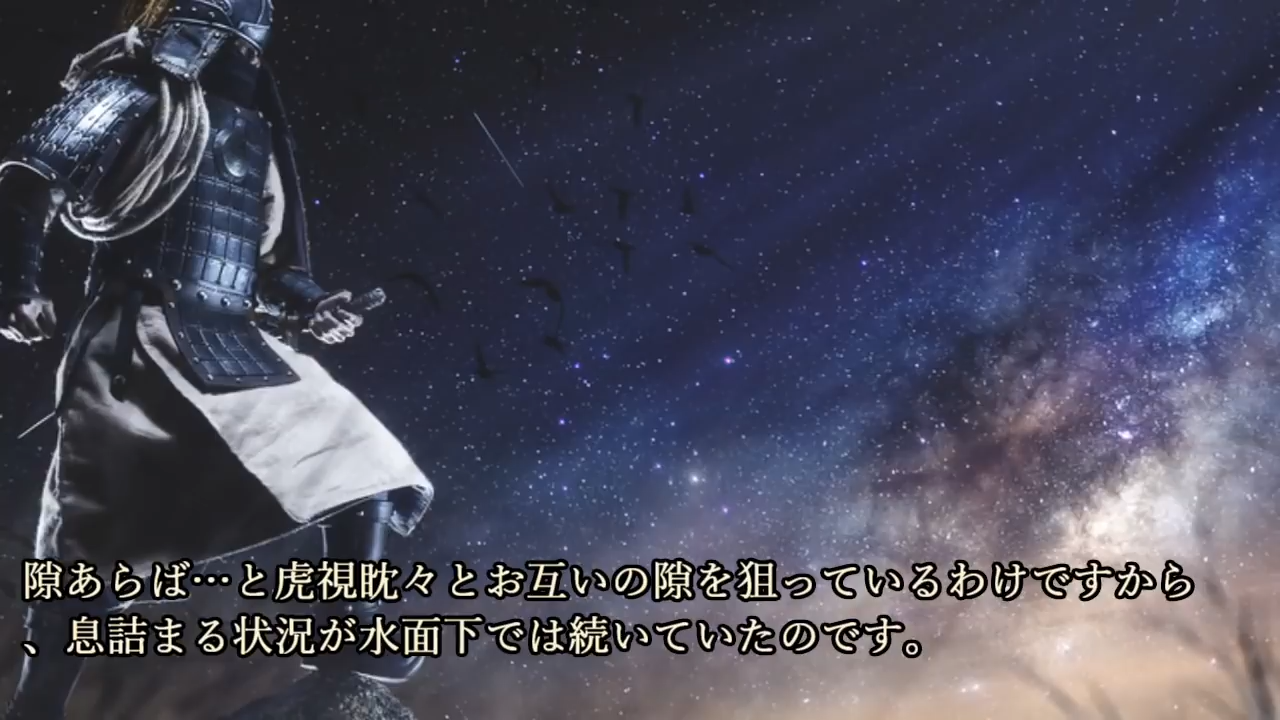 隙あらば…と虎視眈々とお互いの隙を狙っているわけですから
、息詰まる状況が水面下では続いていたのです。